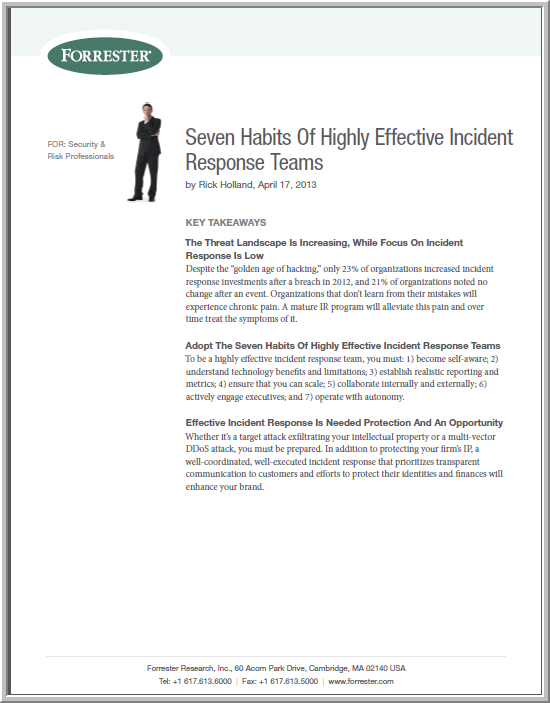 FORRESTER®
FOR: Security &
Risk Professionals
Seven Habits Of Highly Effective Incident
Response Teams
by Rick Holland, April 17, 2013
KEY TAKEAWAYS
The Threat Landscape Is Increasing, While Focus On Incident
Response Is Low
Despite the “golden age of hacking,” only 23% of organizations increased incident
response investments after a breach in 2012, and 21% of organizations noted no
change after an event. Organizations that don't learn from their mistakes will
experience chronic pain. A mature IR program will alleviate this pain and over
time treat the symptoms of it.
Adopt The Seven Habits Of Highly Effective Incident Response Teams
To be a highly effective incident response team, you must: 1) become self-aware; 2)
understand technology benefits and limitations; 3) establish realistic reporting and
metrics; 4) ensure that you can scale; 5) collaborate internally and externally; 6)
actively engage executives; and 7) operate with autonomy.
Effective Incident Response Is Needed Protection And An Opportunity
Whether it's a target attack exfiltrating your intellectual property or a multi-vector
DDoS attack, you must be prepared. In addition to protecting your firm's IP, a
well-coordinated, well-executed incident response that prioritizes transparent
communication to customers and efforts to protect their identities and finances will
enhance your brand.
Forrester Research, Inc., 60 Acorn Park Drive, Cambridge, MA 02140 USA
Tel: +1 617.613.6000 | Fax: +1 617.613.5000 | www.forrester.com